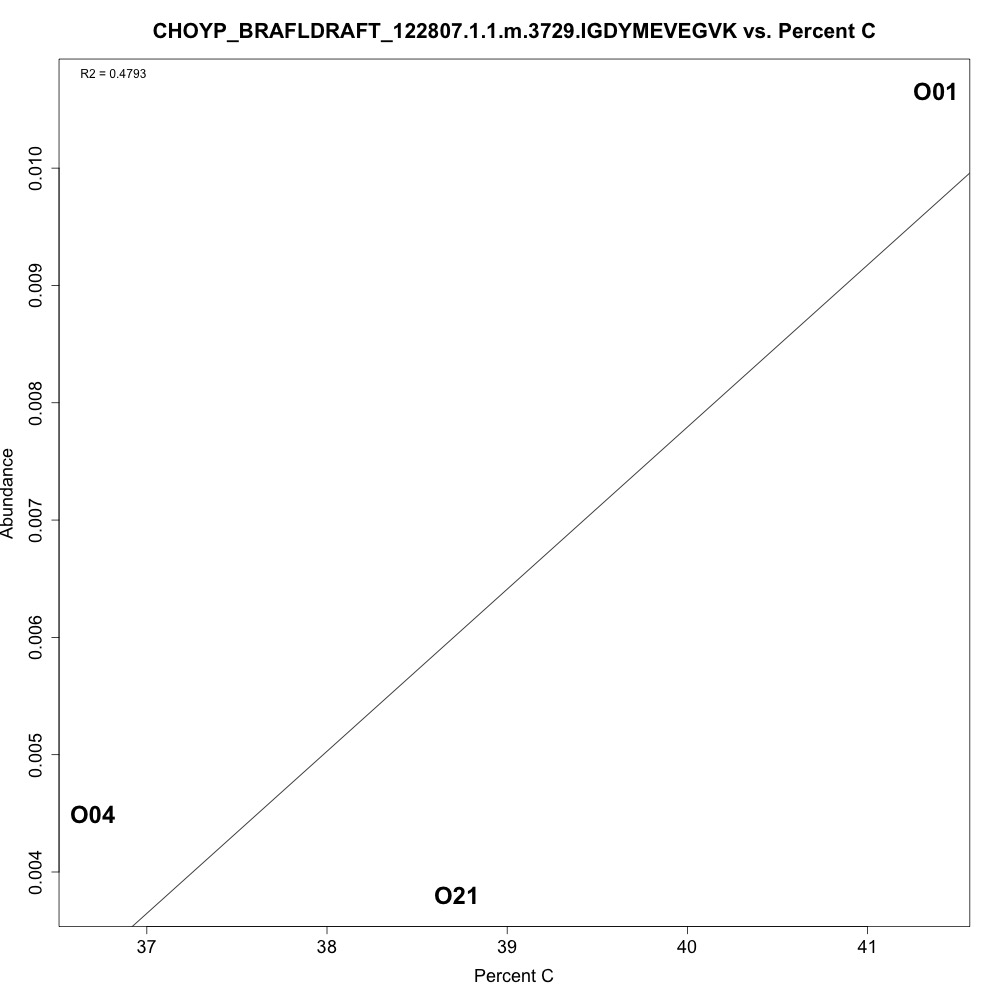 CHOYP_BRAFLDRAFT_122807.1.1.m.3729.IGDYMEVEGVK vs. Percent C
R2 = 0.4793
O01
0.010
0.009
0.008
0.007
0.006
0.005
0.004
Abundance
O04
O21
37 38 39 40 41
Percent C